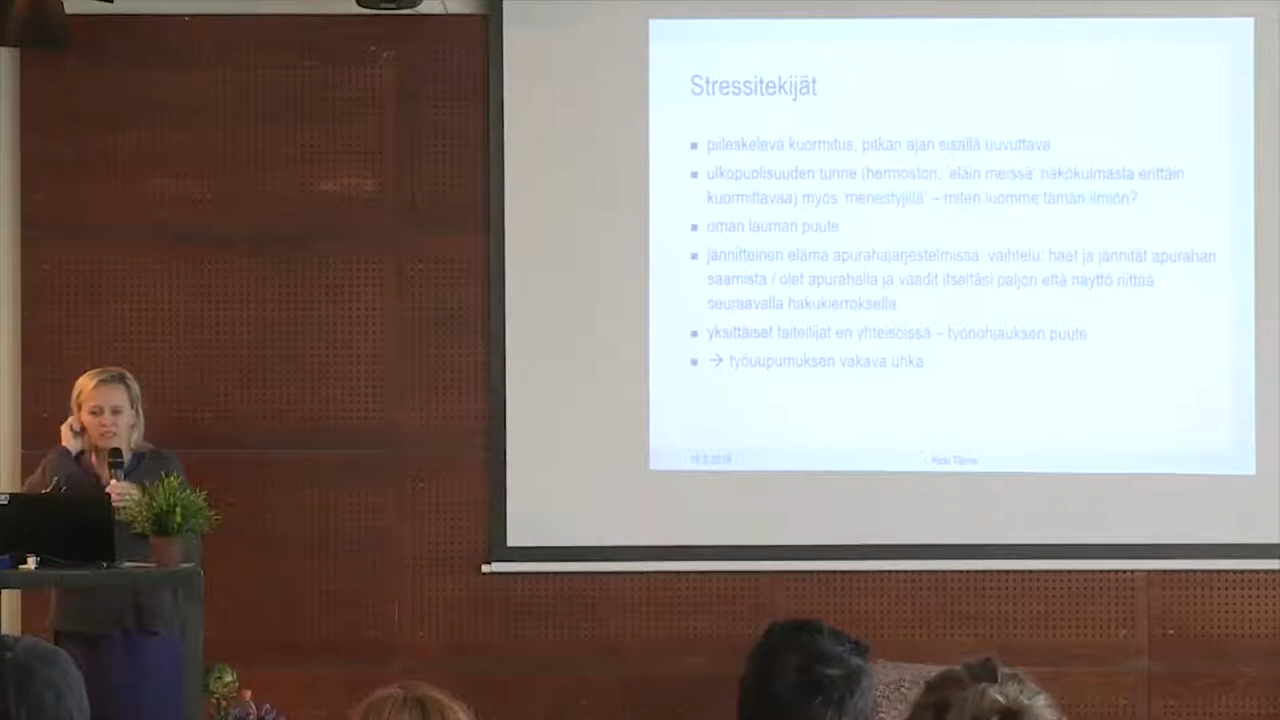 Stressitekijät
piileskelevä kuormitus, pitkän ajan sisällä uuvuttava
ulkopuolisuuden tunne (hermoston, 'eläin meissä' näkökulmasta erittäin
kuormittavaa) myös 'menestyjillä' – miten luomme tämän ilmiön?
oman lauman puute
jännitteinen elämä apurahajärjestelmissä: vaihtelu: haet ja jännität apurahan
saamista / olet apurahalla ja vaadit itseltäsi paljon että näyttö riittää
seuraavalla hakukierroksella
yksittäiset taiteilijat eri yhteisöissä – työnohjauksen puute
→ työuupumuksen vakava uhka